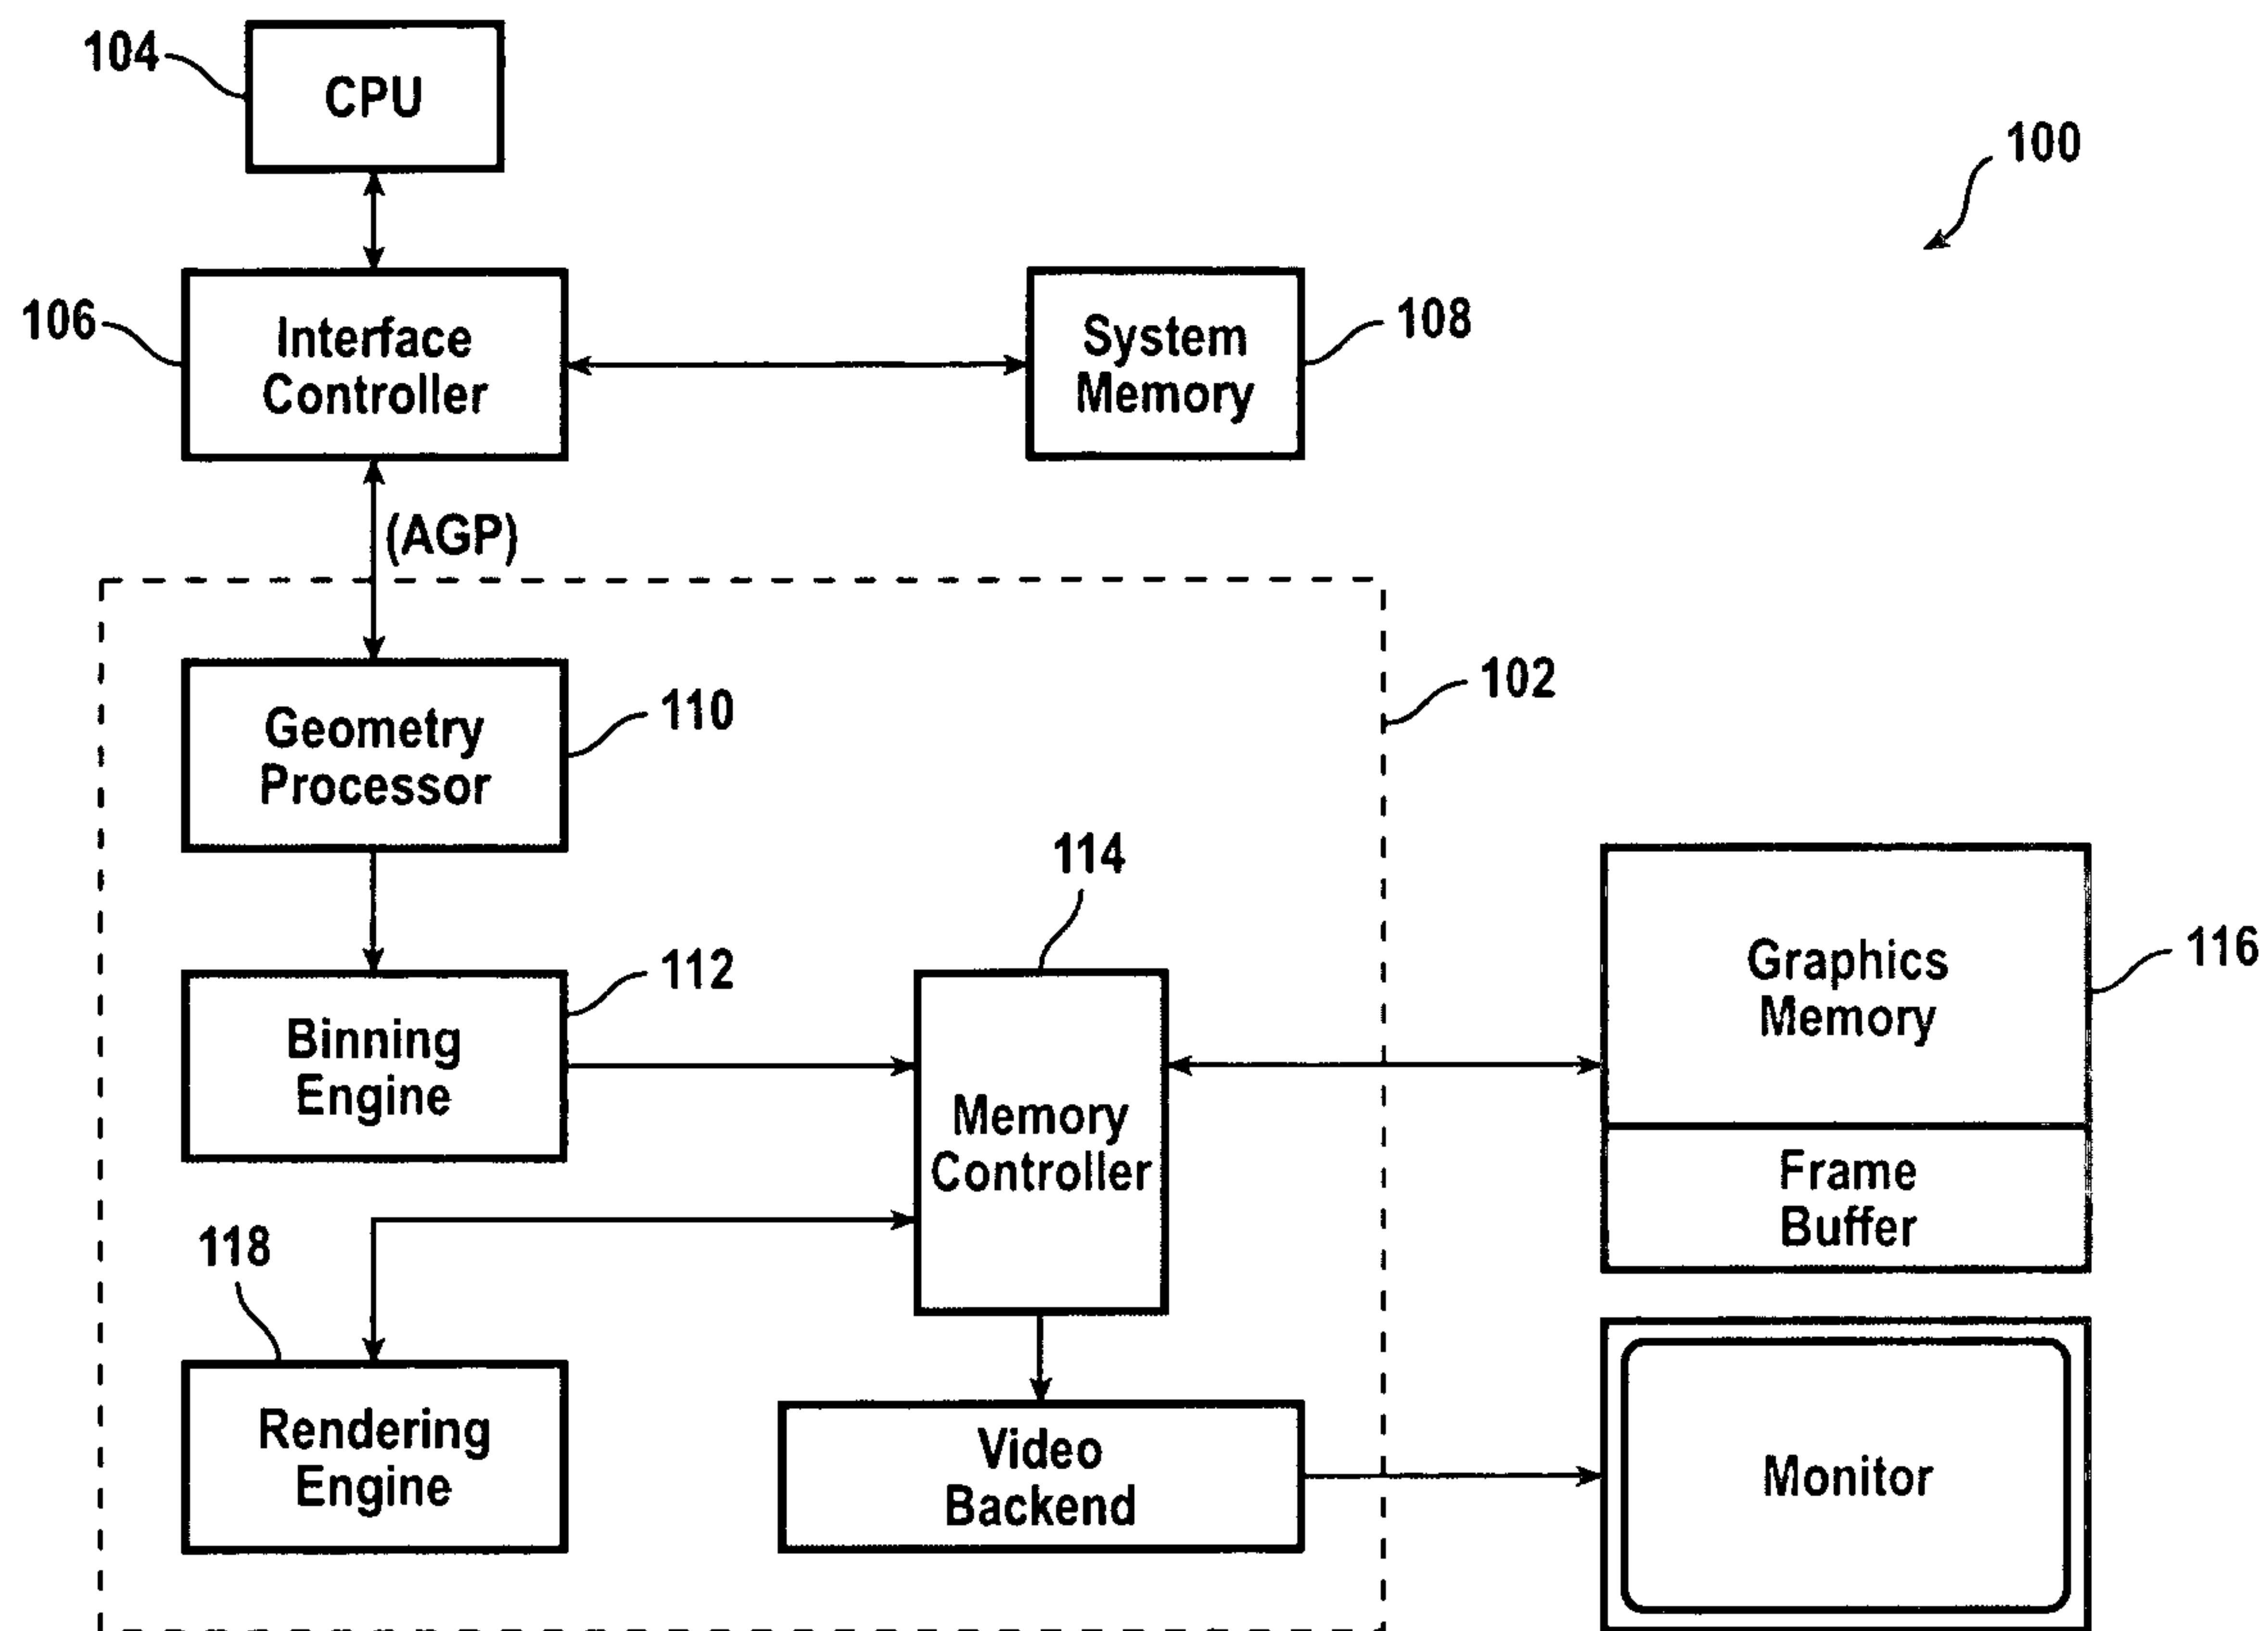 104
CPU
100
106
Interface
Controller
System
Memory
108
(AGP)
102
Geometry
Processor
110
114
Binning
Engine
112
Graphics
Memory
116
Memory
Controller
Frame
Buffer
118
Rendering
Engine
Video
Backend
Monitor